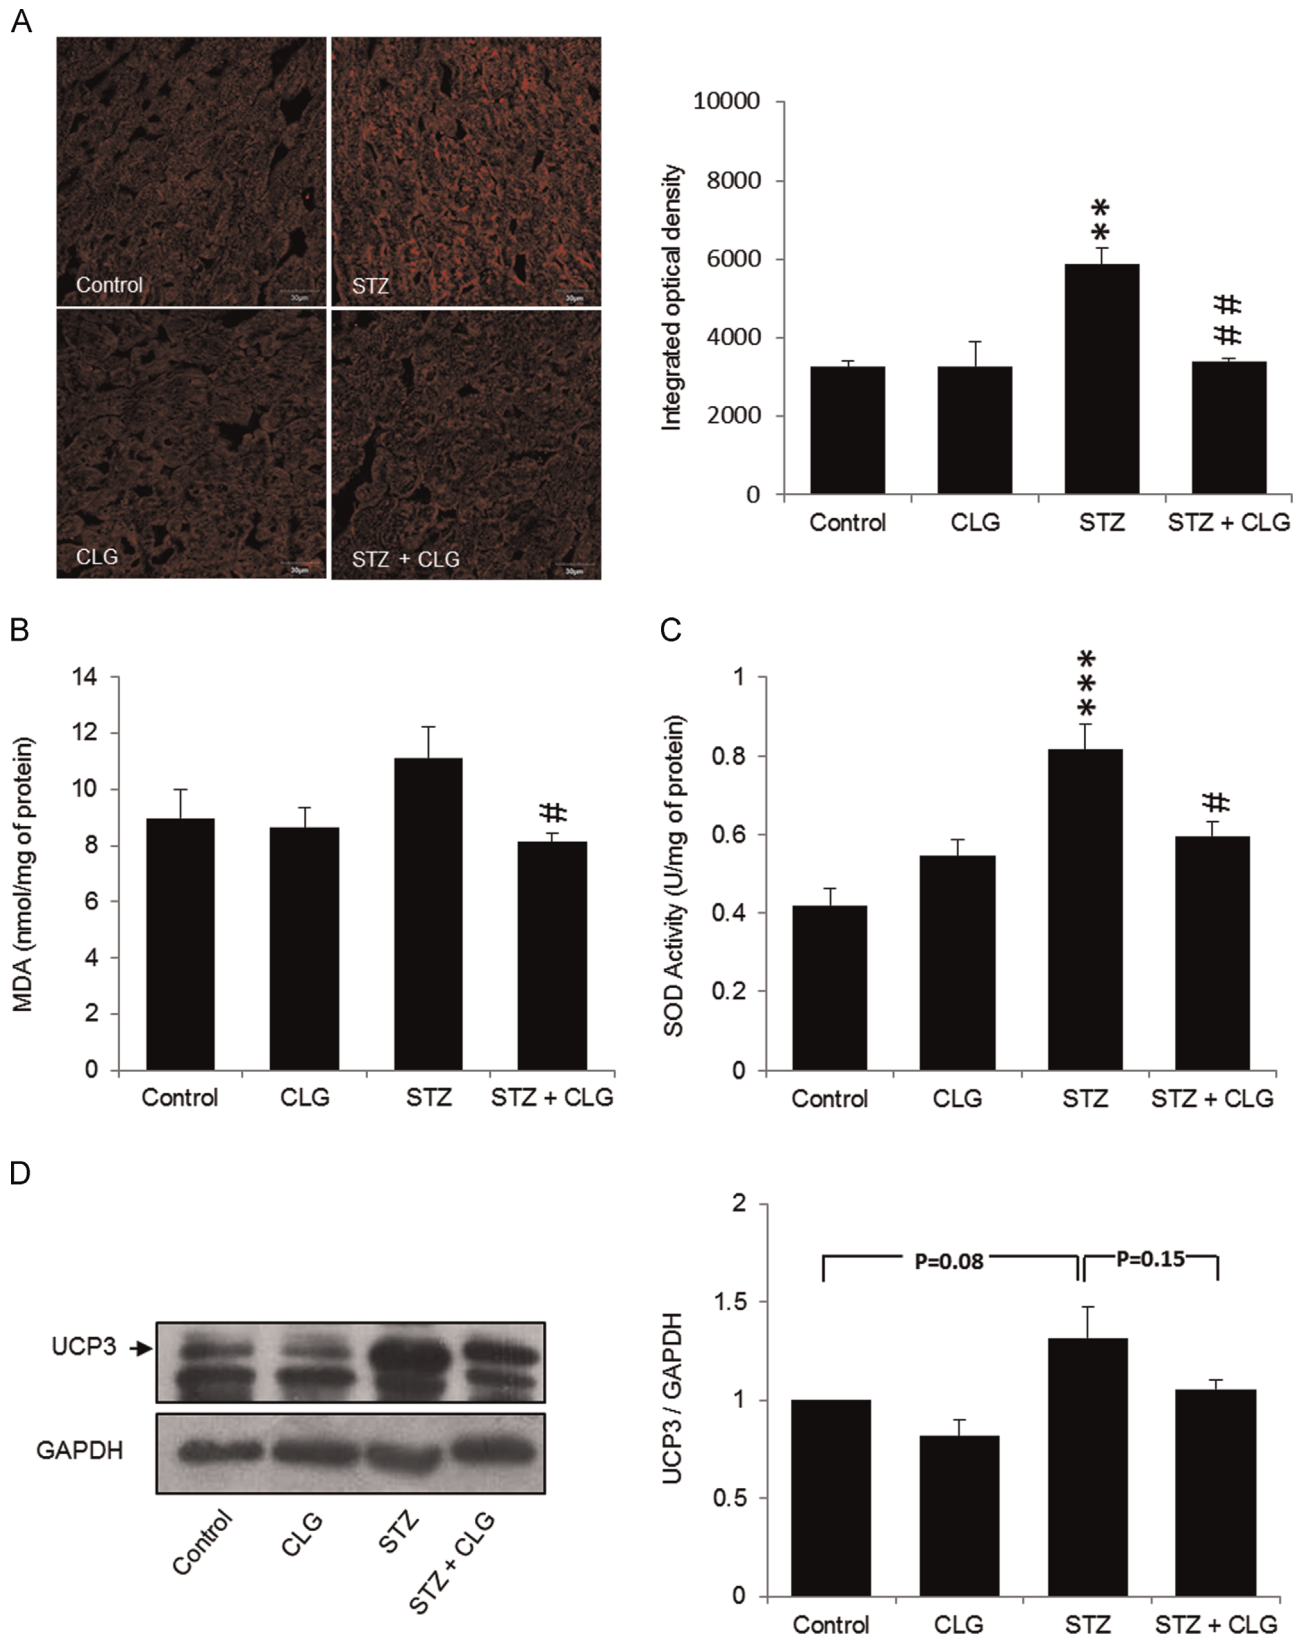 A
Control
30μm
STZ
30μm
CLG
30μm
STZ + CLG
30μm
Integrated optical density
10000
8000
6000
4000
2000
0
**
##
Control CLG STZ STZ + CLG
B
MDA (nmol/mg of protein)
14
12
10
8
6
4
2
0
#
Control CLG STZ STZ + CLG
C
SOD Activity (U/mg of protein)
1
0.8
0.6
0.4
0.2
0
***
#
Control CLG STZ STZ + CLG
D
UCP3
GAPDH
Control CLG STZ STZ + CLG
UCP3 / GAPDH
2
1.5
1
0.5
0
P=0.08 P=0.15
Control CLG STZ STZ + CLG